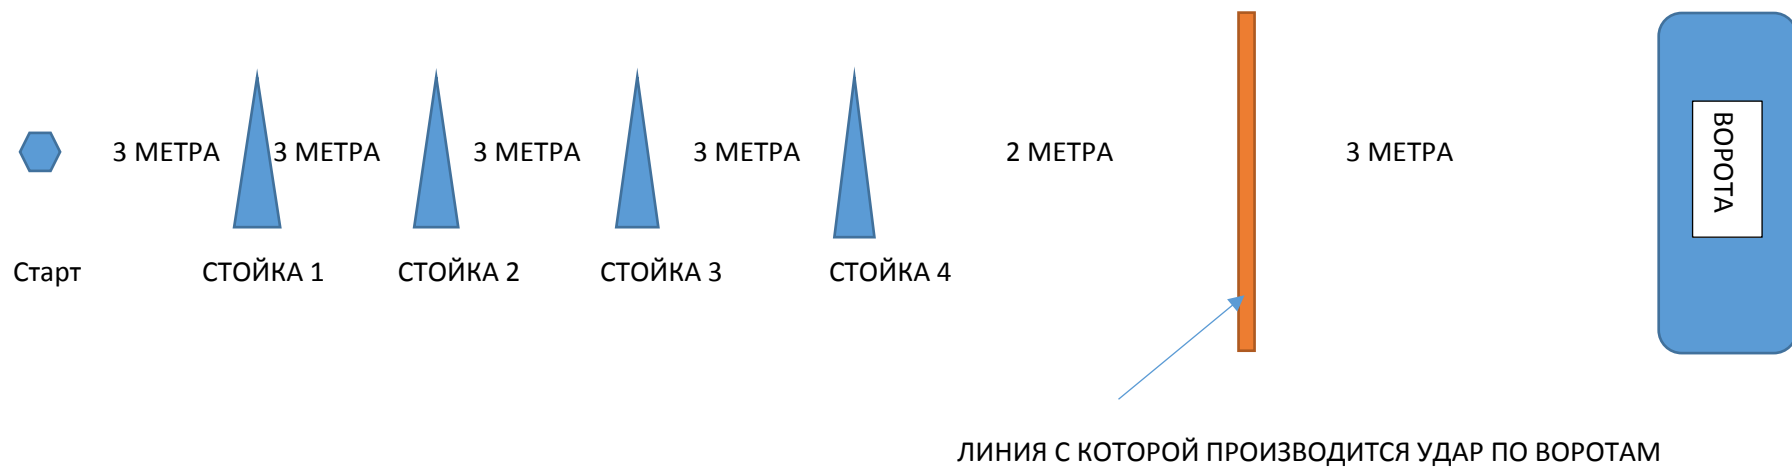 3 МЕТРА 3 МЕТРА 3 МЕТРА 3 МЕТРА 2 МЕТРА 3 МЕТРА
ВОРОТА
Старт СТОЙКА 1 СТОЙКА 2 СТОЙКА 3 СТОЙКА 4
ЛИНИЯ С КОТОРОЙ ПРОИЗВОДИТСЯ УДАР ПО ВОРОТАМ